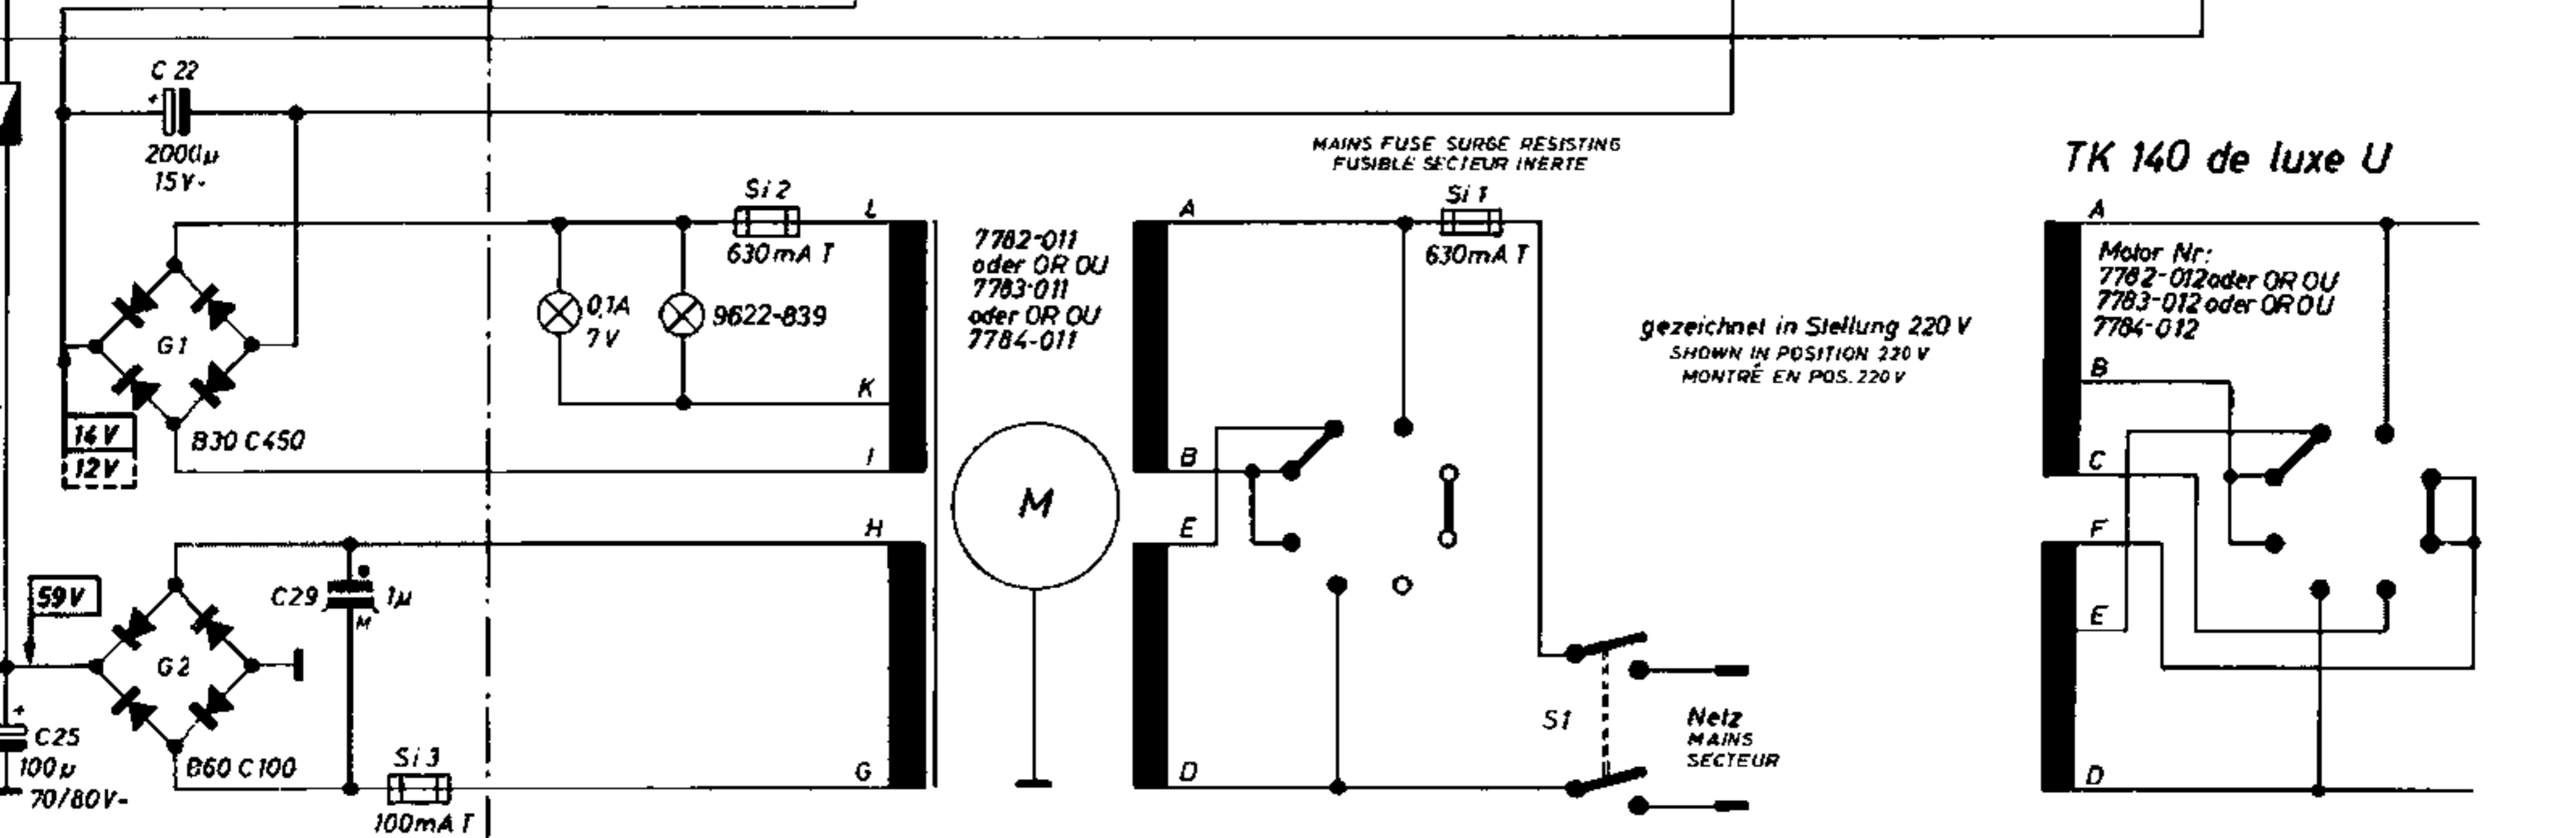 C 22
+
2000µ
15V-
G1
14V
12V
B30 C450
59V
G2
C29
1µ
M
+
C25
100µ
70/80V-
B60 C100
Si 3
100mA T
0,1A
7V
9622-839
Si 2
630mA T
L
K
I
H
G
7782-011
oder OR OU
7783-011
oder OR OU
7784-011
M
MAINS FUSE SURGE RESISTING
FUSIBLE SECTEUR INERTE
Si 1
630mA T
A
B
E
D
gezeichnet in Stellung 220 V
SHOWN IN POSITION 220 V
MONTRÉ EN POS. 220 V
S1
Netz
MAINS
SECTEUR
TK 140 de luxe U
A
Motor Nr:
7782-012 oder OR OU
7783-012 oder OR OU
7784-012
B
C
F
E
D